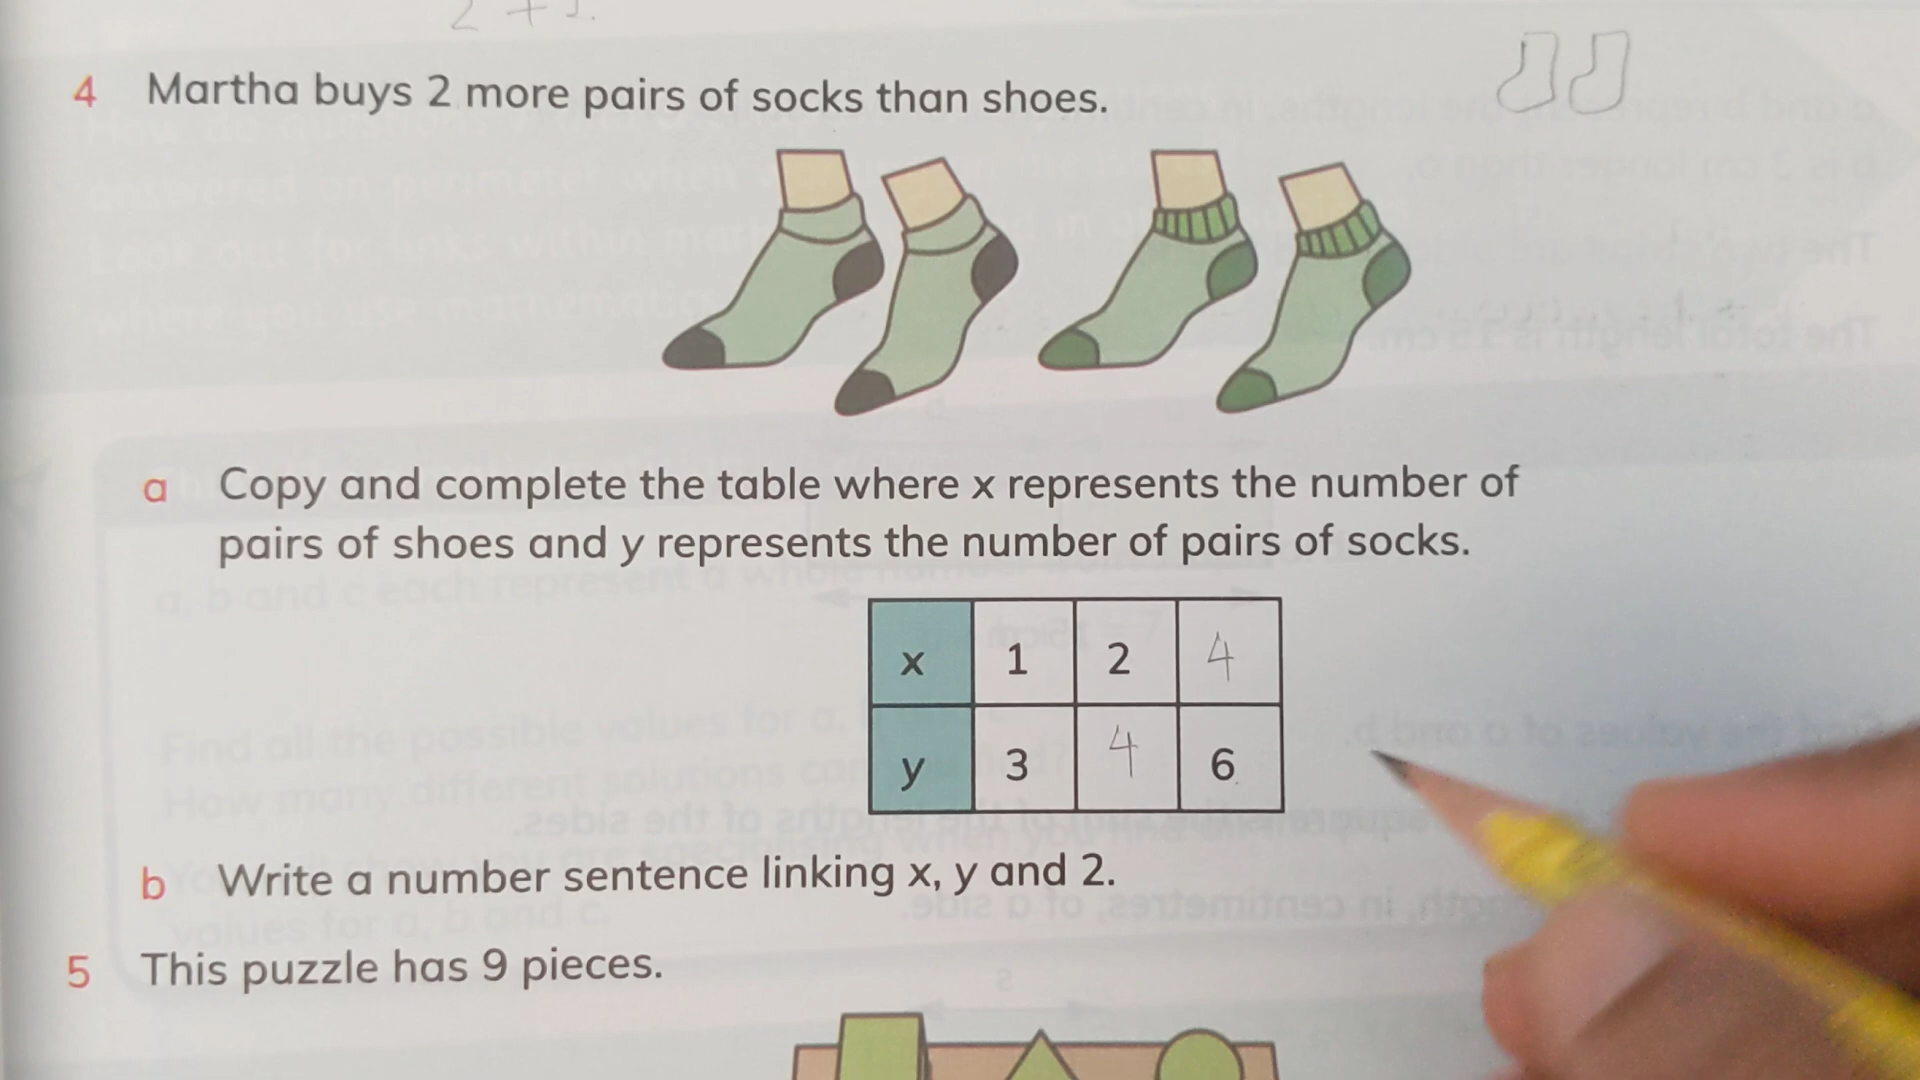 2 + 1.
4 Martha buys 2 more pairs of socks than shoes.
a Copy and complete the table where x represents the number of
pairs of shoes and y represents the number of pairs of socks.
x 1 2 4
y 3 4 6
b Write a number sentence linking x, y and 2.
5 This puzzle has 9 pieces.